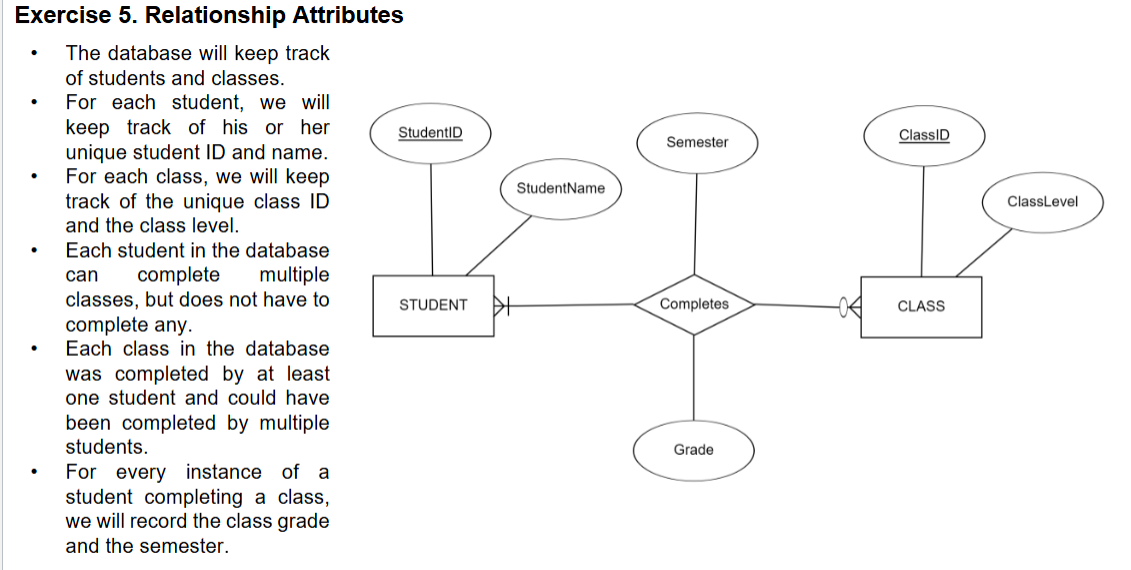 Exercise 5. Relationship Attributes
• The database will keep track
of students and classes.
• For each student, we will
keep track of his or her
unique student ID and name.
• For each class, we will keep
track of the unique class ID
and the class level.
• Each student in the database
can complete multiple
classes, but does not have to
complete any.
• Each class in the database
was completed by at least
one student and could have
been completed by multiple
students.
• For every instance of a
student completing a class,
we will record the class grade
and the semester.
StudentID
StudentName
Semester
ClassID
ClassLevel
STUDENT
Completes
CLASS
Grade